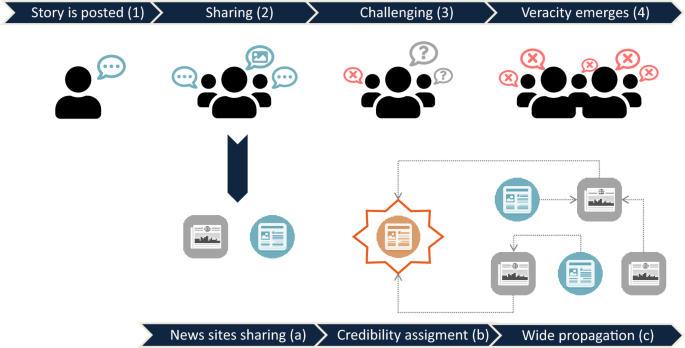 Story is posted (1)
Sharing (2)
Challenging (3)
Veracity emerges (4)
News sites sharing (a)
Credibility assigment (b)
Wide propagation (c)